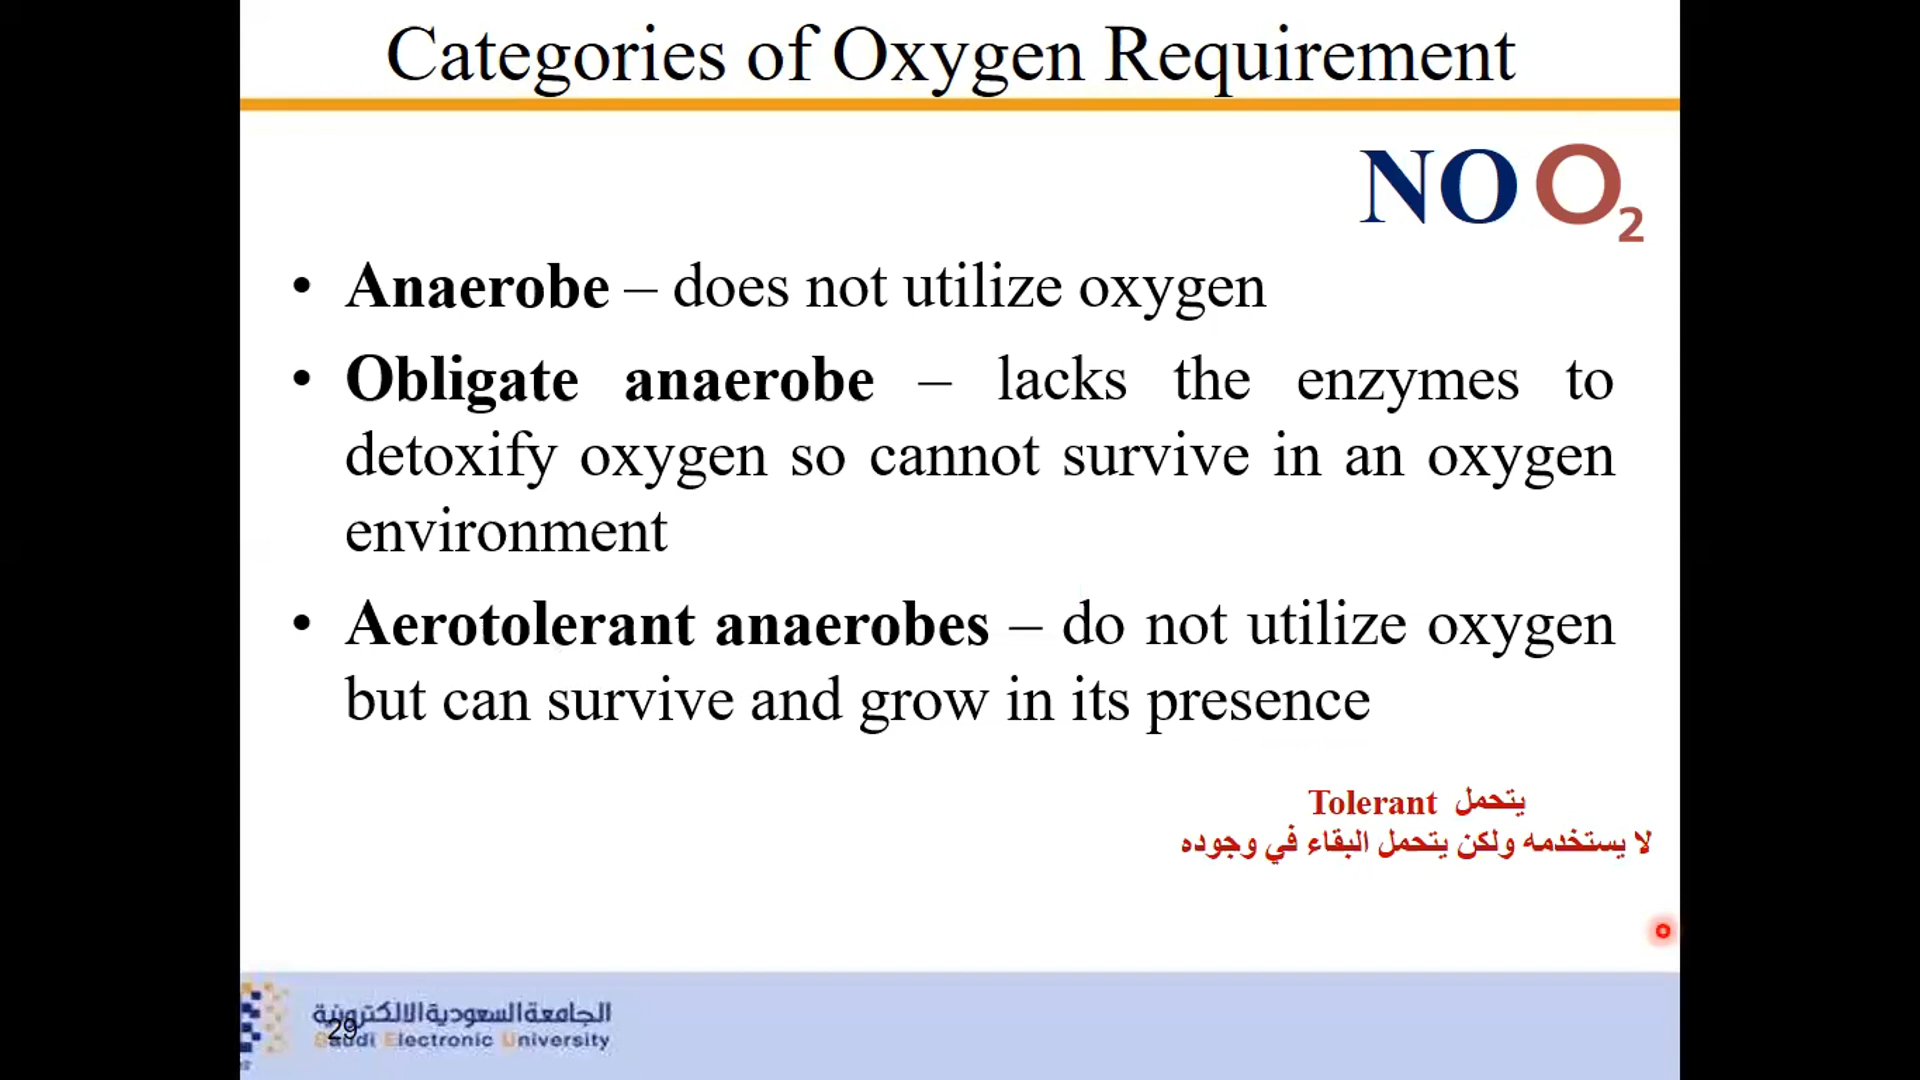 Categories of Oxygen Requirement
NO O2
• Anaerobe – does not utilize oxygen
• Obligate anaerobe – lacks the enzymes to
detoxify oxygen so cannot survive in an oxygen
environment
• Aerotolerant anaerobes – do not utilize oxygen
but can survive and grow in its presence
Tolerant يتحمل
لا يستخدمه ولكن يتحمل البقاء في وجوده
الجامعة السعودية الالكترونية
29
Saudi Electronic University